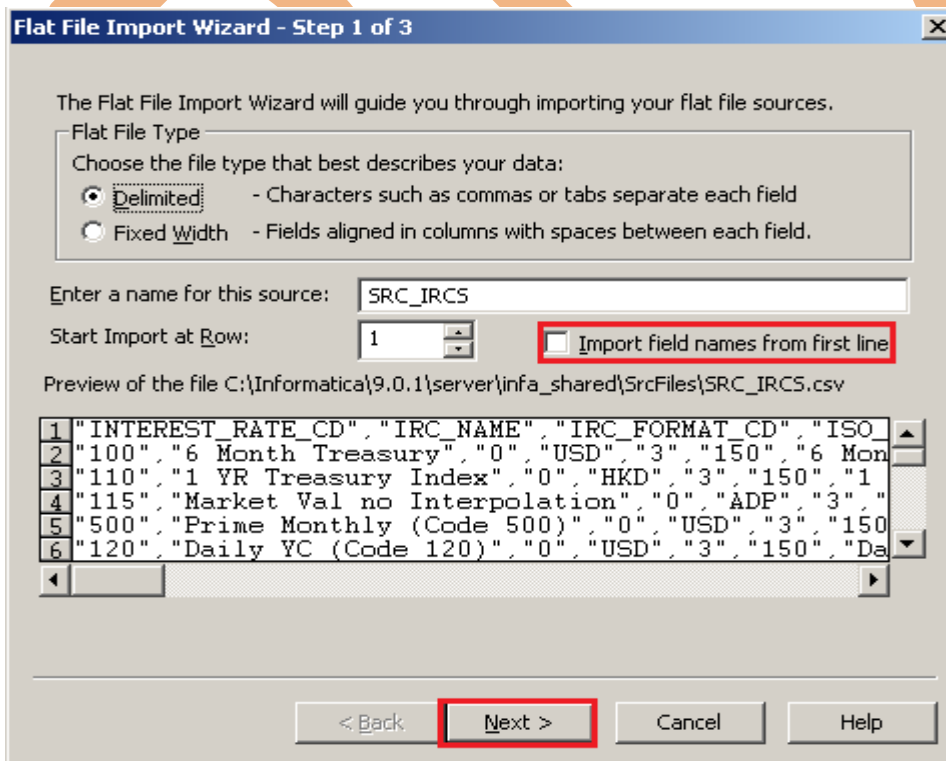 Flat File Import Wizard - Step 1 of 3
The Flat File Import Wizard will guide you through importing your flat file sources.
Flat File Type
Choose the file type that best describes your data:
Delimited - Characters such as commas or tabs separate each field
Fixed Width - Fields aligned in columns with spaces between each field.
Enter a name for this source: SRC_IRCS
Start Import at Row: 1 Import field names from first line
Preview of the file C:\Informatica\9.0.1\server\infa_shared\SrcFiles\SRC_IRCS.csv
1 "INTEREST_RATE_CD","IRC_NAME","IRC_FORMAT_CD","ISO_
2 "100","6 Month Treasury","0","USD","3","150","6 Mon
3 "110","1 YR Treasury Index","0","HKD","3","150","1
4 "115","Market Val no Interpolation","0","ADP","3","
5 "500","Prime Monthly (Code 500)","0","USD","3","150
6 "120","Daily YC (Code 120)","0","USD","3","150","Da
< Back Next > Cancel Help